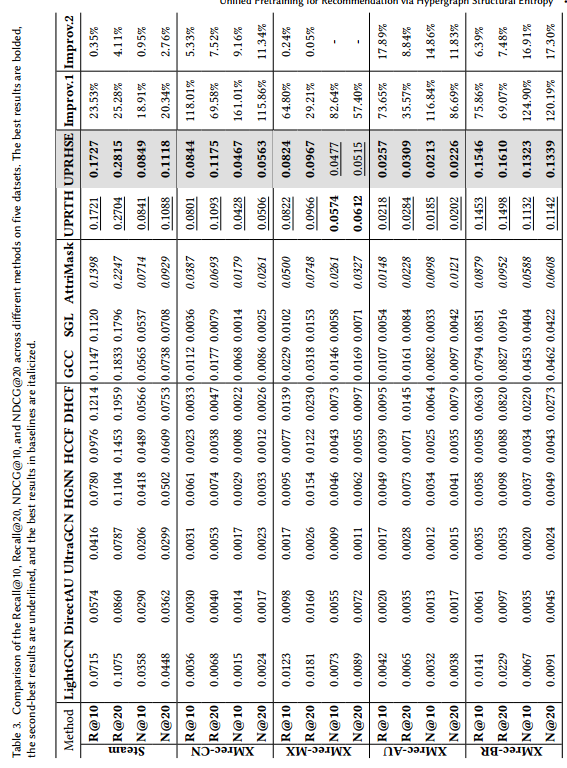 Unified Pretraining for Recommendation via Hypergraph Structural Entropy •
Table 3. Comparison of the Recall@10, Recall@20, NDCG@10, and NDCG@20 across different methods on five datsets. The best results are bolded,
the second-best results are underlined, and the best results in baselines are italicized.
Method LightGCN DirectAU UltraGCN HGNN HCCF DHCF GCC SGL AttriMask UPRTH UPRHSE Improv.1 Improv.2
Steam
R@10 0.0715 0.0574 0.0416 0.0780 0.0976 0.1214 0.1147 0.1120 0.1398 0.1721 0.1727 23.53% 0.35%
R@20 0.1075 0.0860 0.0787 0.1104 0.1453 0.1959 0.1833 0.1796 0.2247 0.2704 0.2815 25.28% 4.11%
N@10 0.0358 0.0290 0.0206 0.0418 0.0489 0.0566 0.0565 0.0537 0.0714 0.0841 0.0849 18.91% 0.95%
N@20 0.0448 0.0362 0.0299 0.0502 0.0609 0.0753 0.0738 0.0708 0.0929 0.1088 0.1118 20.34% 2.76%
XMrec-CN
R@10 0.0036 0.0030 0.0031 0.0061 0.0023 0.0033 0.0112 0.0036 0.0387 0.0801 0.0844 118.01% 5.33%
R@20 0.0068 0.0040 0.0053 0.0074 0.0038 0.0047 0.0177 0.0079 0.0693 0.1093 0.1175 69.58% 7.52%
N@10 0.0015 0.0014 0.0017 0.0029 0.0008 0.0022 0.0068 0.0014 0.0179 0.0428 0.0467 161.01% 9.16%
N@20 0.0024 0.0017 0.0023 0.0033 0.0012 0.0026 0.0086 0.0025 0.0261 0.0506 0.0563 115.86% 11.34%
XMrec-MX
R@10 0.0123 0.0098 0.0017 0.0095 0.0077 0.0139 0.0229 0.0102 0.0500 0.0822 0.0824 64.80% 0.24%
R@20 0.0181 0.0160 0.0026 0.0154 0.0122 0.0230 0.0318 0.0153 0.0748 0.0966 0.0967 29.21% 0.05%
N@10 0.0073 0.0055 0.0009 0.0046 0.0043 0.0073 0.0146 0.0058 0.0261 0.0574 0.0477 82.64% -
N@20 0.0089 0.0072 0.0011 0.0062 0.0055 0.0097 0.0169 0.0071 0.0327 0.0612 0.0515 57.40% -
XMrec-AU
R@10 0.0042 0.0020 0.0017 0.0049 0.0039 0.0095 0.0107 0.0054 0.0148 0.0218 0.0257 73.65% 17.89%
R@20 0.0065 0.0035 0.0028 0.0073 0.0071 0.0145 0.0161 0.0084 0.0228 0.0284 0.0309 35.57% 8.84%
N@10 0.0032 0.0013 0.0012 0.0034 0.0025 0.0064 0.0082 0.0033 0.0098 0.0185 0.0213 116.84% 14.86%
N@20 0.0038 0.0017 0.0015 0.0041 0.0035 0.0079 0.0097 0.0042 0.0121 0.0202 0.0226 86.69% 11.83%
XMrec-BR
R@10 0.0141 0.0061 0.0035 0.0058 0.0058 0.0630 0.0794 0.0851 0.0879 0.1453 0.1546 75.86% 6.39%
R@20 0.0229 0.0097 0.0053 0.0098 0.0088 0.0820 0.0827 0.0916 0.0952 0.1498 0.1610 69.07% 7.48%
N@10 0.0067 0.0035 0.0020 0.0037 0.0034 0.0220 0.0453 0.0404 0.0588 0.1132 0.1323 124.90% 16.91%
N@20 0.0091 0.0045 0.0024 0.0049 0.0043 0.0273 0.0462 0.0422 0.0608 0.1142 0.1339 120.19% 17.30%